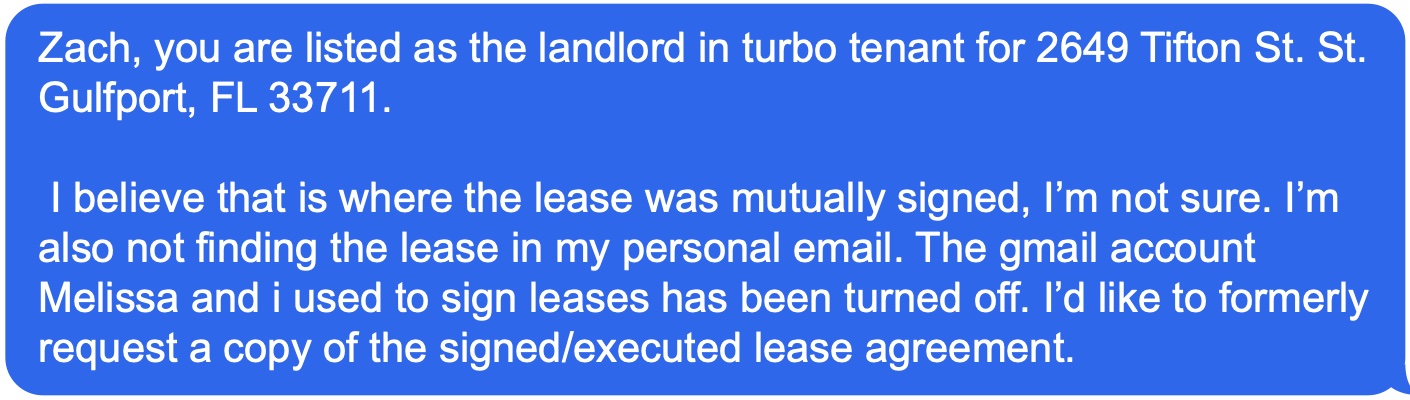 Zach, you are listed as the landlord in turbo tenant for 2649 Tifton St. St.
Gulfport, FL 33711.
I believe that is where the lease was mutually signed, I’m not sure. I’m
also not finding the lease in my personal email. The gmail account
Melissa and i used to sign leases has been turned off. I’d like to formerly
request a copy of the signed/executed lease agreement.